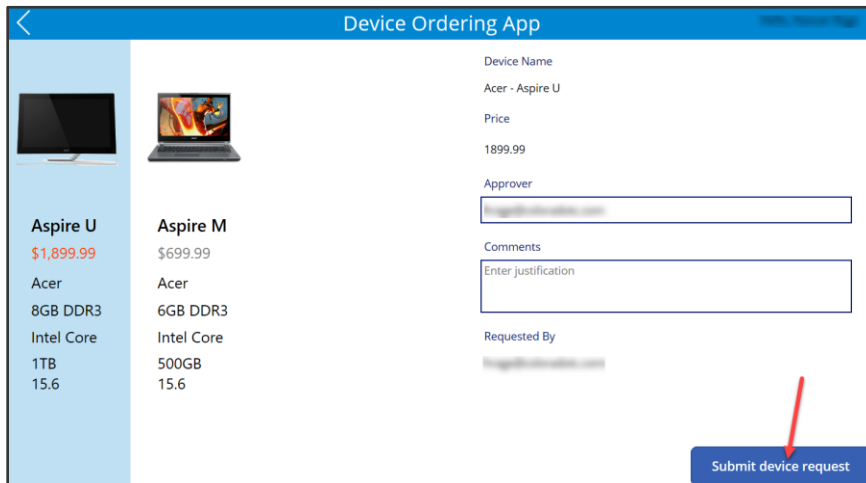 Device Ordering App
Aspire U
$1,899.99
Acer
8GB DDR3
Intel Core
1TB
15.6
Aspire M
$699.99
Acer
6GB DDR3
Intel Core
500GB
15.6
Device Name
Acer - Aspire U
Price
1899.99
Approver
Comments
Enter justification
Requested By
Submit device request